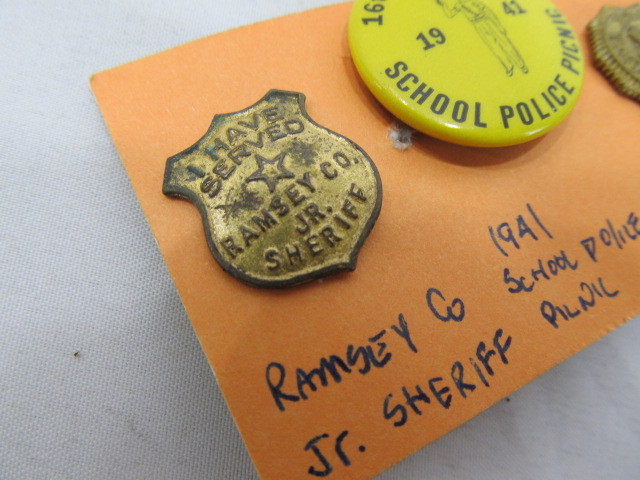 I HAVE
SERVED
RAMSEY CO.
JR.
SHERIFF
19 41
SCHOOL POLICE PICNIC
1941
SCHOOL POLICE
PICNIC
RAMSEY CO
Jr. SHERIFF